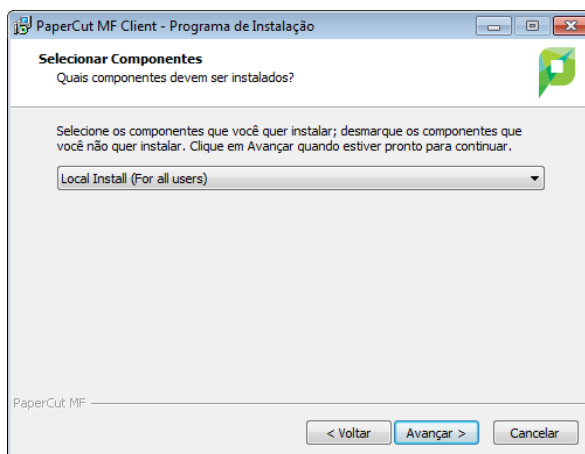 PaperCut MF Client - Programa de Instalação
Selecionar Componentes
Quais componentes devem ser instalados?
Selecione os componentes que você quer instalar; desmarque os componentes que
você não quer instalar. Clique em Avançar quando estiver pronto para continuar.
Local Install (For all users)
PaperCut MF
< Voltar
Avançar >
Cancelar